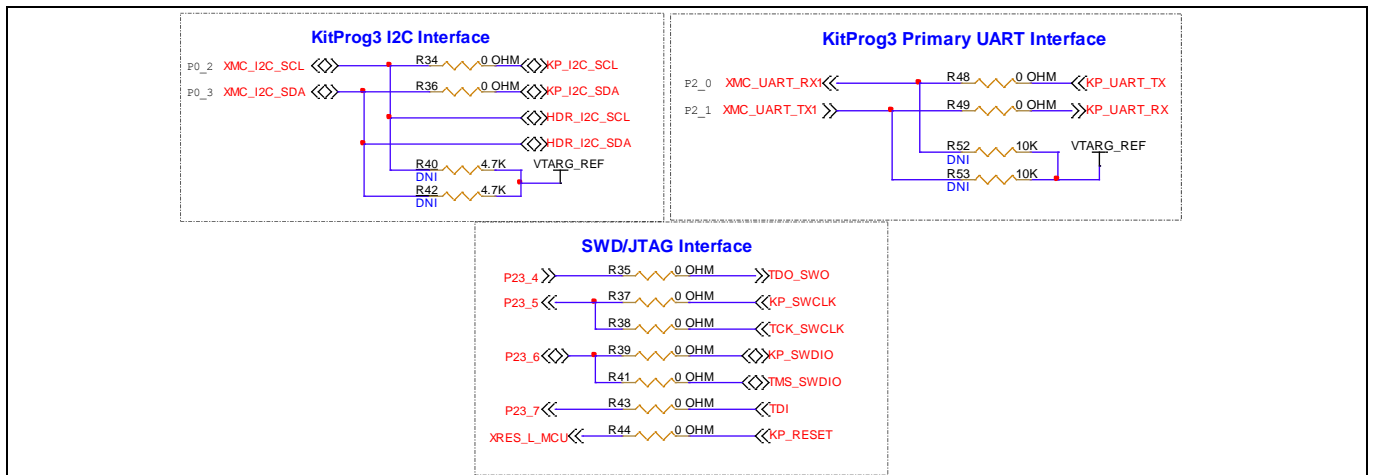 KitProg3 I2C Interface
P0_2 XMC_I2C_SCL R34 0 OHM KP_I2C_SCL
P0_3 XMC_I2C_SDA R36 0 OHM KP_I2C_SDA
HDR_I2C_SCL
HDR_I2C_SDA
R40 4.7K VTARG_REF
DNI
R42 4.7K
DNI
KitProg3 Primary UART Interface
P2_0 XMC_UART_RX1 R48 0 OHM KP_UART_TX
P2_1 XMC_UART_TX1 R49 0 OHM KP_UART_RX
R52 10K VTARG_REF
DNI
R53 10K
DNI
SWD/JTAG Interface
P23_4 R35 0 OHM TDO_SWO
P23_5 R37 0 OHM KP_SWCLK
R38 0 OHM TCK_SWCLK
P23_6 R39 0 OHM KP_SWDIO
R41 0 OHM TMS_SWDIO
P23_7 R43 0 OHM TDI
XRES_L_MCU R44 0 OHM KP_RESET